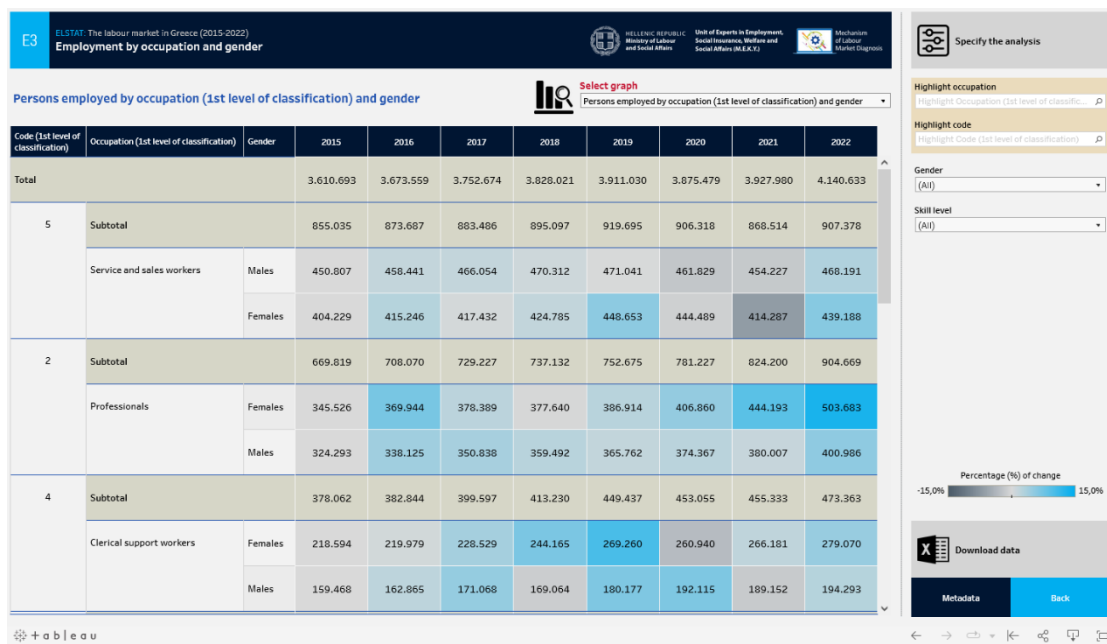 E3
ELSTAT: The labour market in Greece (2015-2022)
Employment by occupation and gender
HELLENIC REPUBLIC
Ministry of Labour
and Social Affairs
Unit of Experts in Employment,
Social Insurance, Welfare and
Social Affairs (M.E.K.Y.)
Mechanism
of Labour
Market Diagnosis
Specify the analysis
Persons employed by occupation (1st level of classification) and gender
Select graph
Persons employed by occupation (1st level of classification) and gender
Highlight occupation
Highlight Occupation (1st level of classific...
Highlight code
Highlight Code (1st level of classification)
Gender
(All)
Skill level
(All)
Code (1st level of classification) Occupation (1st level of classification) Gender 2015 2016 2017 2018 2019 2020 2021 2022
Total 3.610.693 3.673.559 3.752.674 3.828.021 3.911.030 3.875.479 3.927.980 4.140.633
5 Subtotal 855.035 873.687 883.486 895.097 919.695 906.318 868.514 907.378
Service and sales workers Males 450.807 458.441 466.054 470.312 471.041 461.829 454.227 468.191
Females 404.229 415.246 417.432 424.785 448.653 444.489 414.287 439.188
2 Subtotal 669.819 708.070 729.227 737.132 752.675 781.227 824.200 904.669
Professionals Females 345.526 369.944 378.389 377.640 386.914 406.860 444.193 503.683
Males 324.293 338.125 350.838 359.492 365.762 374.367 380.007 400.986
4 Subtotal 378.062 382.844 399.597 413.230 449.437 453.055 455.333 473.363
Clerical support workers Females 218.594 219.979 228.529 244.165 269.260 260.940 266.181 279.070
Males 159.468 162.865 171.068 169.064 180.177 192.115 189.152 194.293
Percentage (%) of change
-15,0% 15,0%
Download data
Metadata
Back
+ a b l e a u